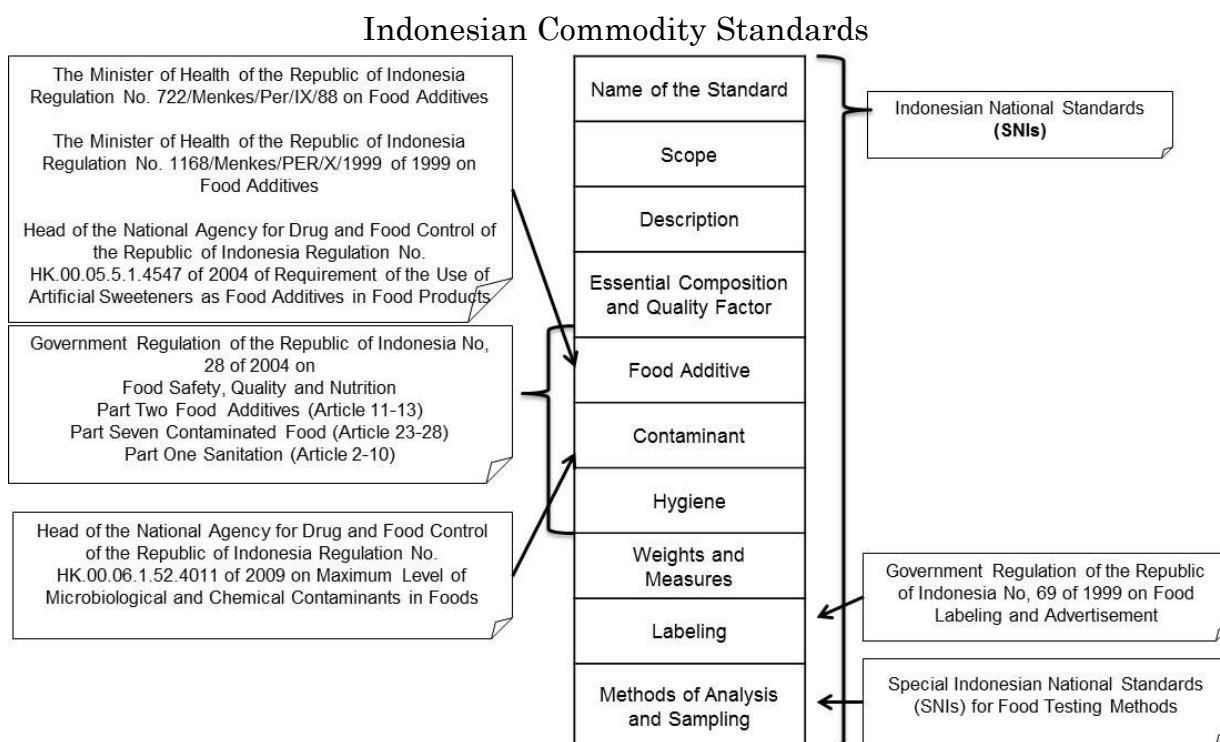 Indonesian Commodity Standards
The Minister of Health of the Republic of Indonesia
Regulation No. 722/Menkes/Per/IX/88 on Food Additives
The Minister of Health of the Republic of Indonesia
Regulation No. 1168/Menkes/PER/X/1999 of 1999 on
Food Additives
Head of the National Agency for Drug and Food Control of
the Republic of Indonesia Regulation No.
HK.00.05.5.1.4547 of 2004 of Requirement of the Use of
Artificial Sweeteners as Food Additives in Food Products
Government Regulation of the Republic of Indonesia No,
28 of 2004 on
Food Safety, Quality and Nutrition
Part Two Food Additives (Article 11-13)
Part Seven Contaminated Food (Article 23-28)
Part One Sanitation (Article 2-10)
Head of the National Agency for Drug and Food Control
of the Republic of Indonesia Regulation No.
HK.00.06.1.52.4011 of 2009 on Maximum Level of
Microbiological and Chemical Contaminants in Foods
Name of the Standard
Scope
Description
Essential Composition
and Quality Factor
Food Additive
Contaminant
Hygiene
Weights and
Measures
Labeling
Methods of Analysis
and Sampling
Indonesian National Standards
(SNIs)
Government Regulation of the Republic
of Indonesia No, 69 of 1999 on Food
Labeling and Advertisement
Special Indonesian National Standards
(SNIs) for Food Testing Methods